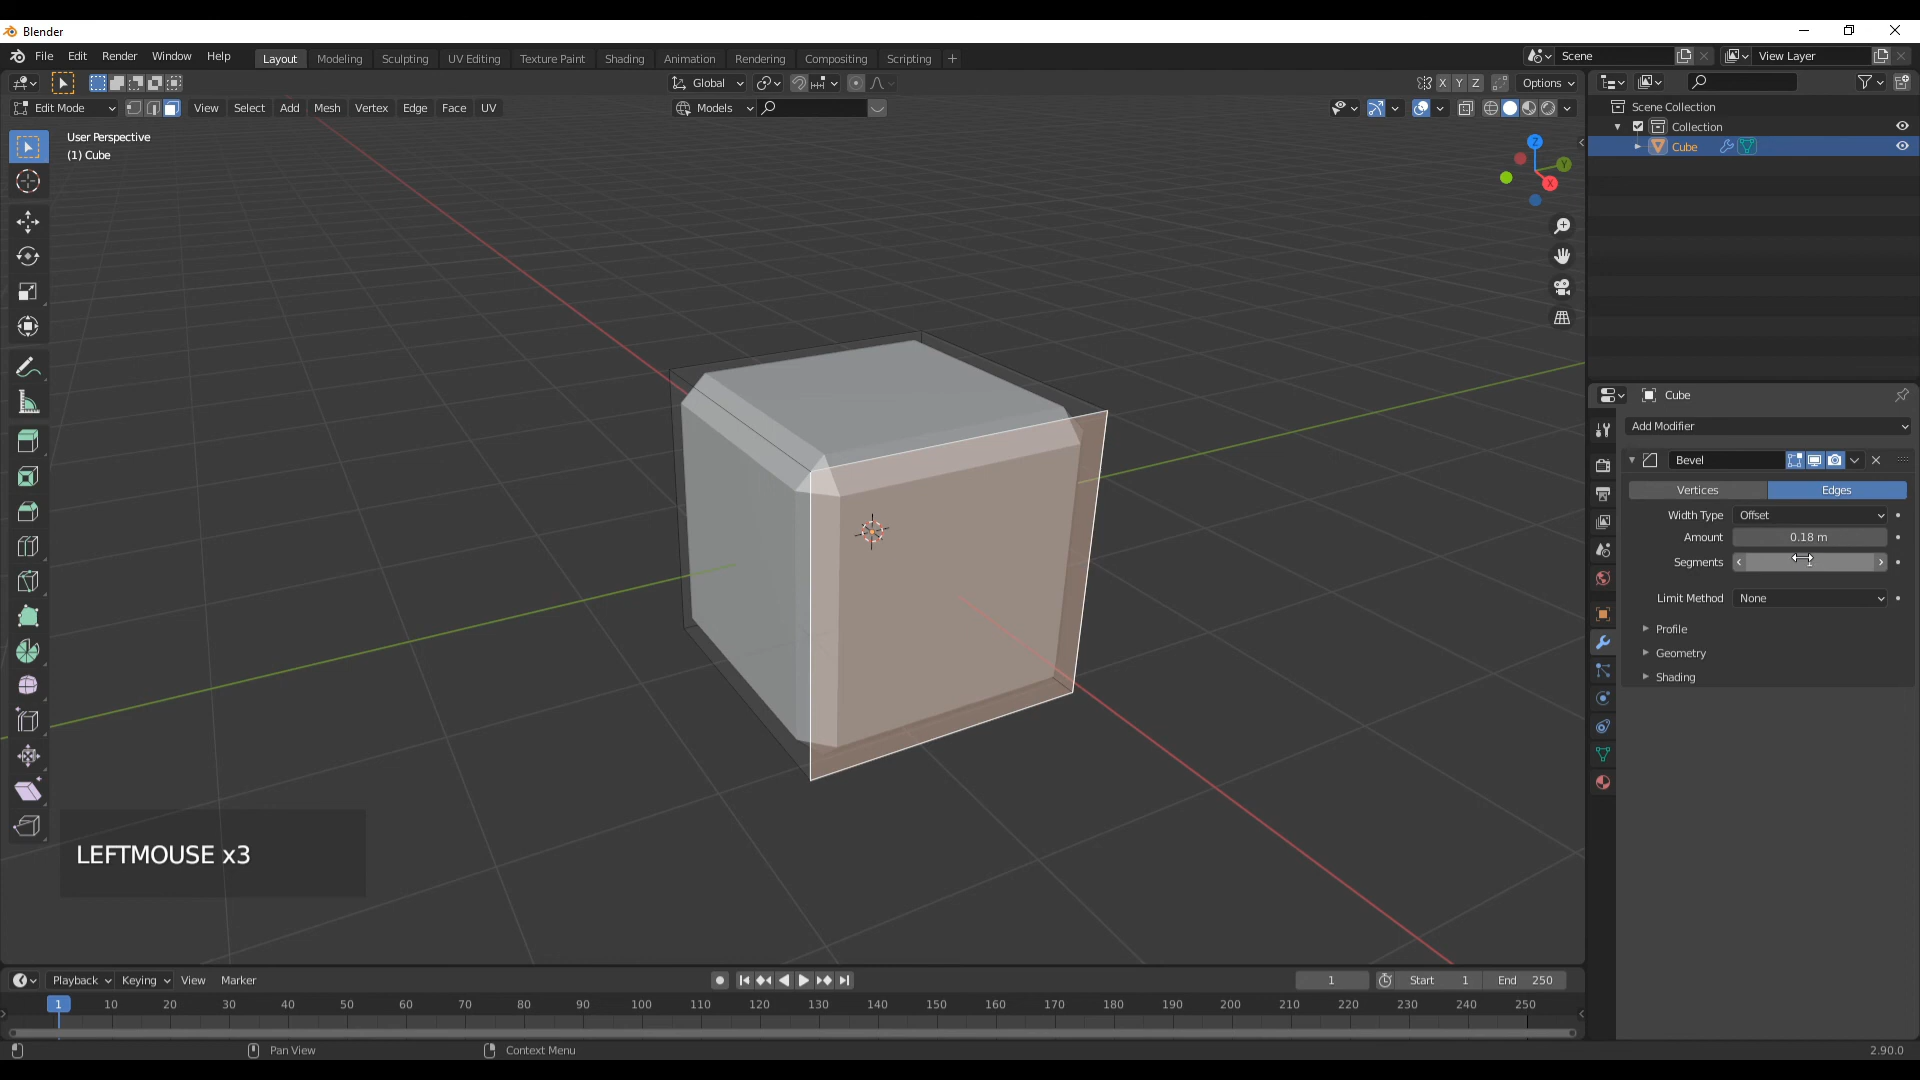 Blender
File Edit Render Window Help Layout Modeling Sculpting UV Editing Texture Paint Shading Animation Rendering Compositing Scripting + Scene View Layer
Global X Y Z Options
Edit Mode View Select Add Mesh Vertex Edge Face UV Models
User Perspective
(1) Cube
Z
Y
X
Scene Collection
Collection
Cube
Cube
Add Modifier
Bevel
Vertices Edges
Width Type Offset
Amount 0.18 m
Segments 1
Limit Method None
Profile
Geometry
Shading
LEFTMOUSE x3
Playback Keying View Marker 1 Start 1 End 250
1 10 20 30 40 50 60 70 80 90 100 110 120 130 140 150 160 170 180 190 200 210 220 230 240 250
Pan View Context Menu 2.90.0